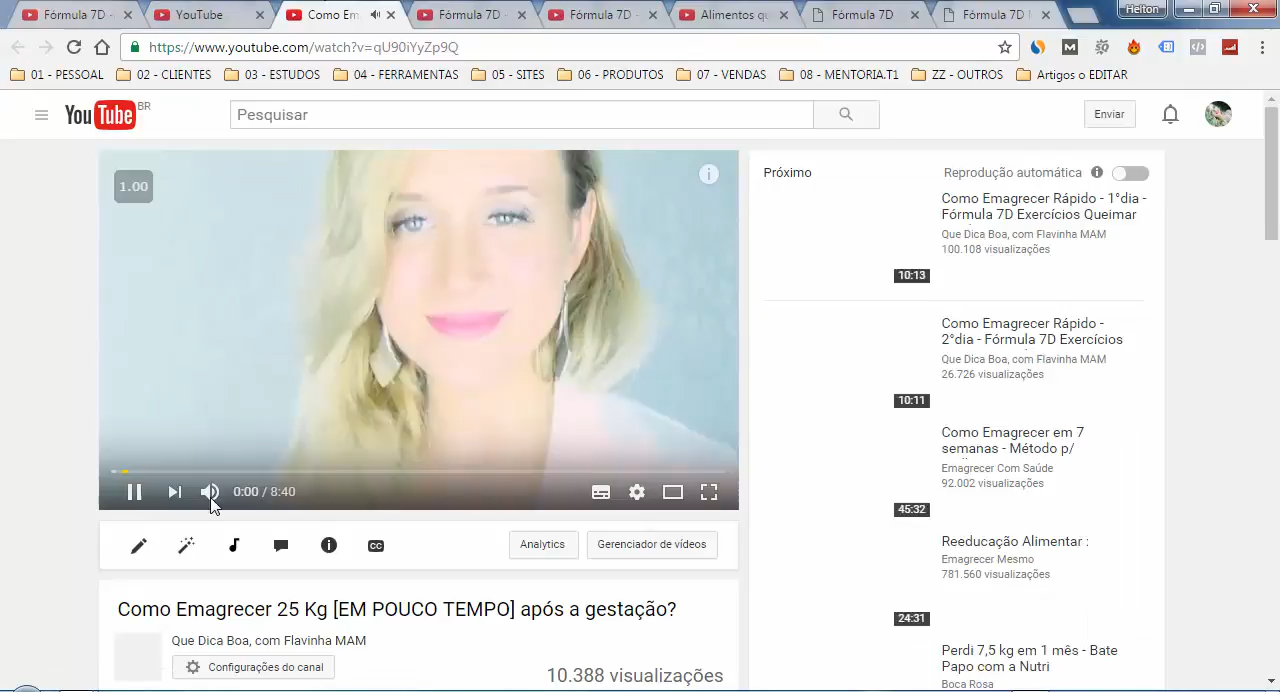 Fórmula 7D -
YouTube
Como Em
Fórmula 7D -
Fórmula 7D -
Alimentos qu
Fórmula 7D
Fórmula 7D
Helton
https://www.youtube.com/watch?v=qU90iYyZp9Q
01 - PESSOAL
02 - CLIENTES
03 - ESTUDOS
04 - FERRAMENTAS
05 - SITES
06 - PRODUTOS
07 - VENDAS
08 - MENTORIA.T1
ZZ - OUTROS
Artigos o EDITAR
YouTube BR
Pesquisar
Enviar
1.00
0:00 / 8:40
Analytics
Gerenciador de vídeos
Como Emagrecer 25 Kg [EM POUCO TEMPO] após a gestação?
Que Dica Boa, com Flavinha MAM
Configurações do canal
10.388 visualizações
Próximo
Reprodução automática
Como Emagrecer Rápido - 1°dia -
Fórmula 7D Exercícios Queimar
Que Dica Boa, com Flavinha MAM
100.108 visualizações
10:13
Como Emagrecer Rápido -
2°dia - Fórmula 7D Exercícios
Que Dica Boa, com Flavinha MAM
26.726 visualizações
10:11
Como Emagrecer em 7
semanas - Método p/
Emagrecer Com Saúde
92.002 visualizações
45:32
Reeducação Alimentar :
Emagrecer Mesmo
781.560 visualizações
24:31
Perdi 7,5 kg em 1 mês - Bate
Papo com a Nutri
Boca Rosa